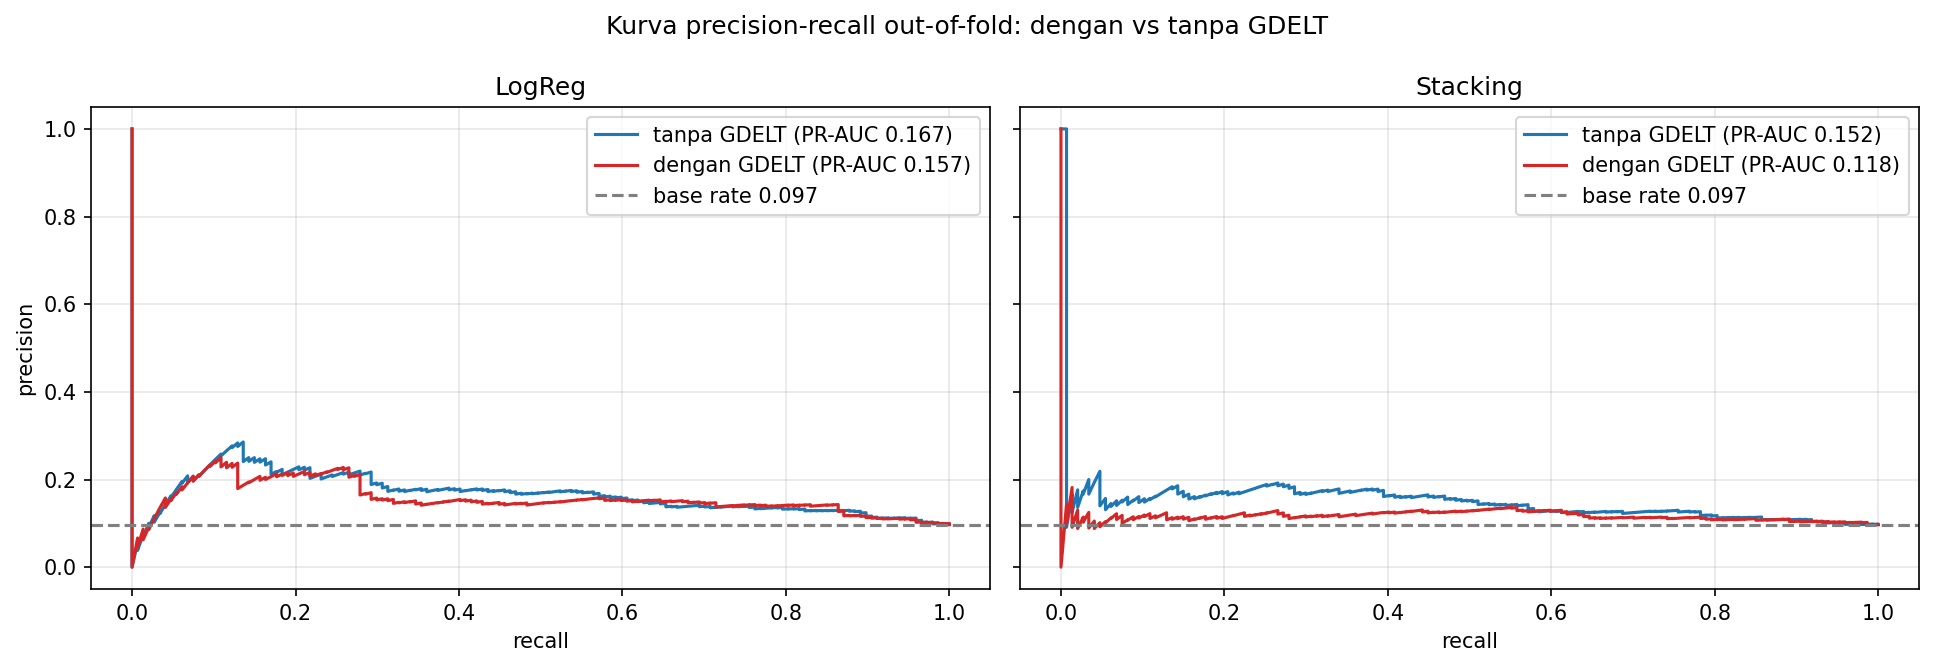 Kurva precision-recall out-of-fold: dengan vs tanpa GDELT
LogReg
tanpa GDELT (PR-AUC 0.167)
dengan GDELT (PR-AUC 0.157)
base rate 0.097
1.0
0.8
0.6
0.4
0.2
0.0
precision
0.0 0.2 0.4 0.6 0.8 1.0
recall
Stacking
tanpa GDELT (PR-AUC 0.152)
dengan GDELT (PR-AUC 0.118)
base rate 0.097
0.0 0.2 0.4 0.6 0.8 1.0
recall